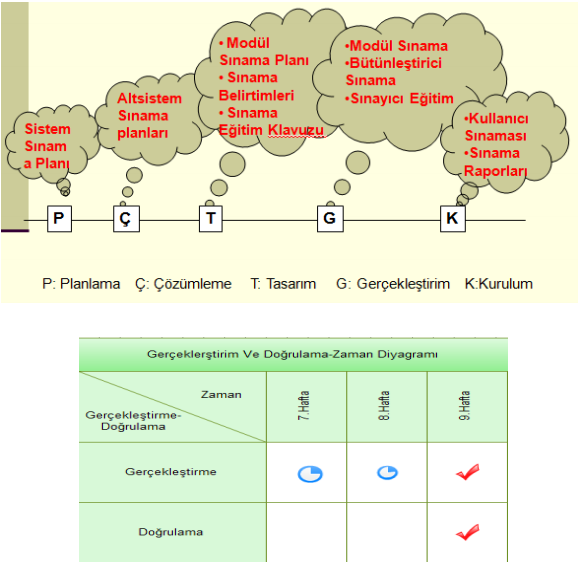 Sistem
Sınam
a Planı
Altsistem
Sınama
planları
• Modül
Sınama Planı
• Sınama
Belirtimleri
• Sınama
Eğitim Klavuzu
•Modül Sınama
•Bütünleştirici
Sınama
•Sınayıcı Eğitim
•Kullanıcı
Sınaması
•Sınama
Raporları
P Ç T G K
P: Planlama Ç: Çözümleme T: Tasarım G: Gerçekleştirim K:Kurulum
Gerçeklerştirim Ve Doğrulama-Zaman Diyagramı
Zaman
Gerçekleştirme-
Doğrulama
7.Hafta
8.Hafta
9.Hafta
Gerçekleştirme
Doğrulama